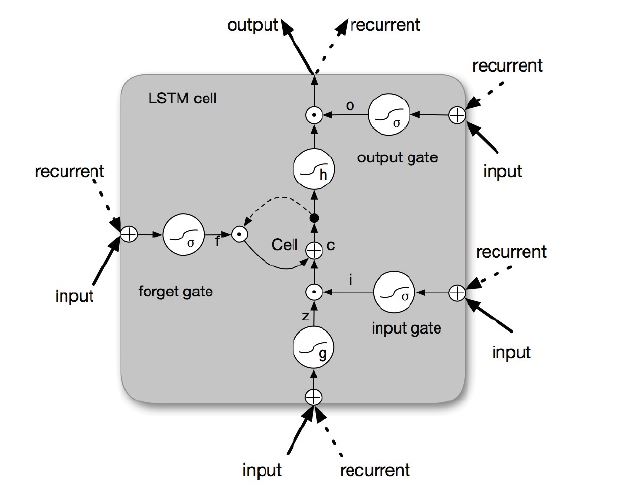 output
recurrent
recurrent
LSTM cell
o
σ
output gate
input
recurrent
h
σ
f
Cell
c
recurrent
input
forget gate
i
σ
z
input gate
g
input
input
recurrent